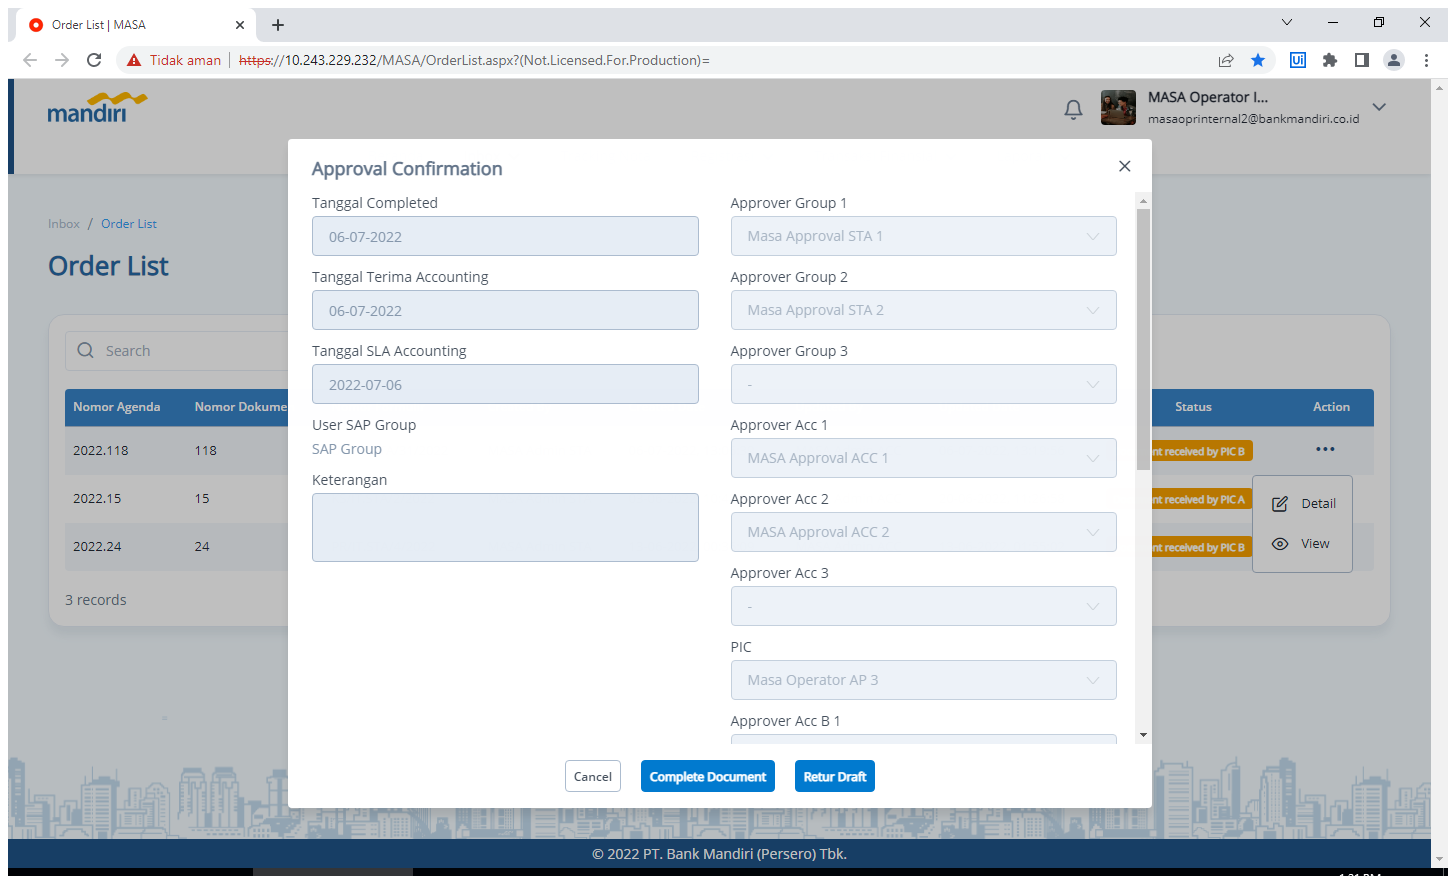 Order List | MASA
Tidak aman
https://10.243.229.232/MASA/OrderList.aspx?(Not.Licensed.For.Production)=
Ui
mandiri
MASA Operator I...
masaoprinternal2@bankmandiri.co.id
Inbox / Order List
Order List
Search
Nomor Agenda
Nomor Dokume
Status
Action
2022.118
118
nt received by PIC B
2022.15
15
nt received by PIC A
2022.24
24
nt received by PIC B
Detail
View
3 records
Approval Confirmation
Tanggal Completed
06-07-2022
Tanggal Terima Accounting
06-07-2022
Tanggal SLA Accounting
2022-07-06
User SAP Group
SAP Group
Keterangan
Approver Group 1
Masa Approval STA 1
Approver Group 2
Masa Approval STA 2
Approver Group 3
-
Approver Acc 1
MASA Approval ACC 1
Approver Acc 2
MASA Approval ACC 2
Approver Acc 3
-
PIC
Masa Operator AP 3
Approver Acc B 1
Cancel
Complete Document
Retur Draft
© 2022 PT. Bank Mandiri (Persero) Tbk.